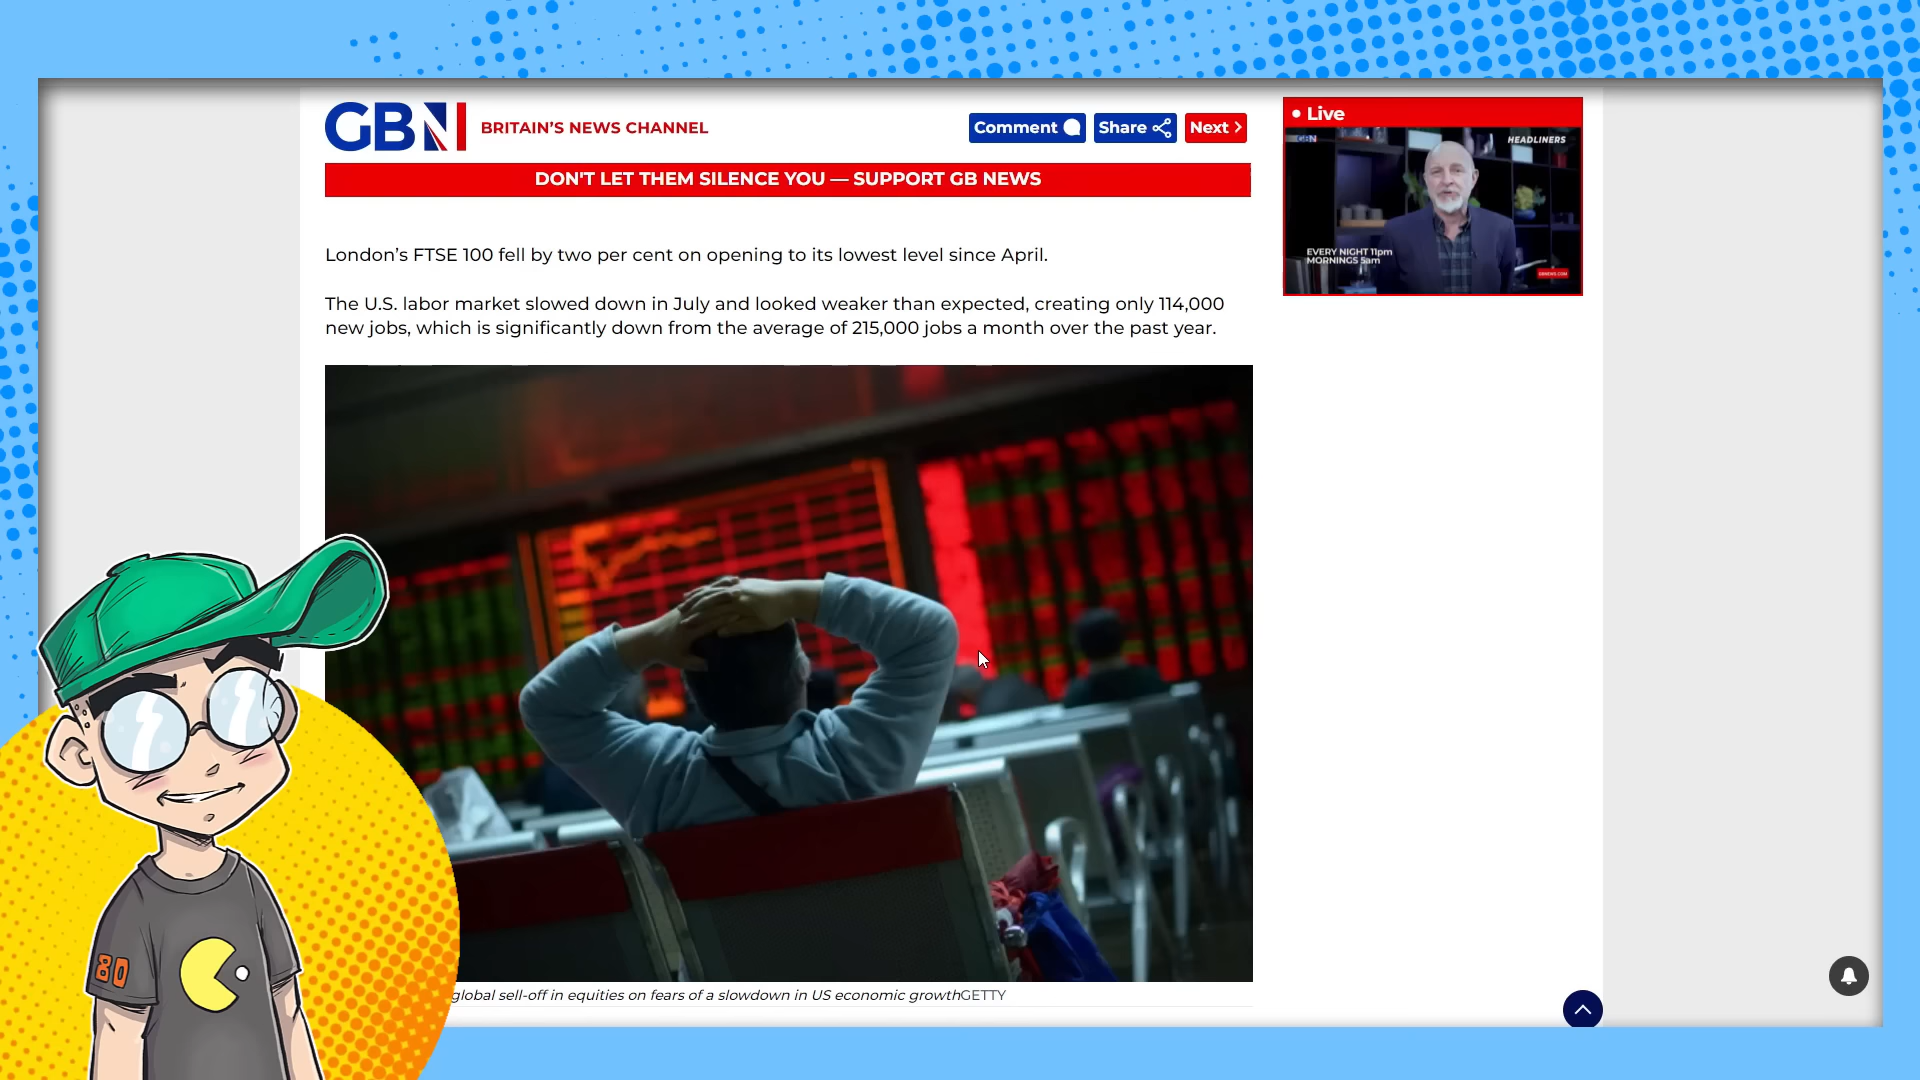 GBN
BRITAIN'S NEWS CHANNEL
Comment
Share
Next
DON'T LET THEM SILENCE YOU — SUPPORT GB NEWS
Live
GBN
HEADLINERS
EVERY NIGHT 11pm
MORNINGS 5am
GBNEWS.COM
London's FTSE 100 fell by two per cent on opening to its lowest level since April.
The U.S. labor market slowed down in July and looked weaker than expected, creating only 114,000
new jobs, which is significantly down from the average of 215,000 jobs a month over the past year.
global sell-off in equities on fears of a slowdown in US economic growthGETTY
80